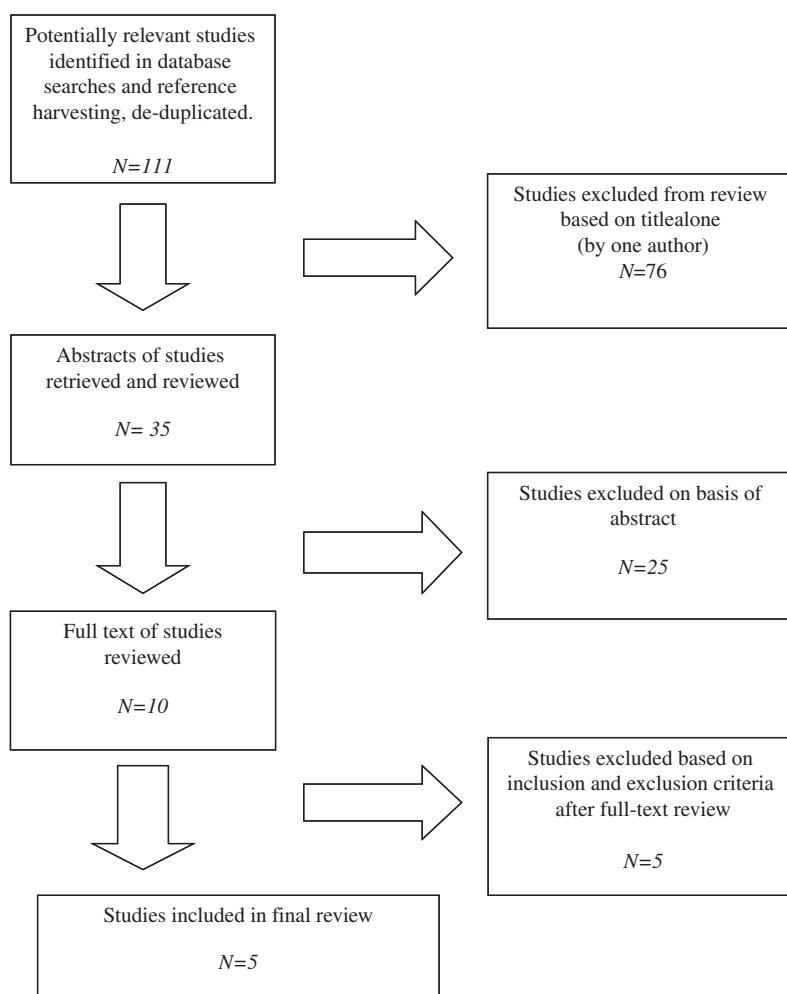 Potentially relevant studies
identified in database
searches and reference
harvesting, de-duplicated.
N=111
Studies excluded from review
based on titlealone
(by one author)
N=76
Abstracts of studies
retrieved and reviewed
N= 35
Studies excluded on basis of
abstract
N=25
Full text of studies
reviewed
N=10
Studies excluded based on
inclusion and exclusion criteria
after full-text review
N=5
Studies included in final review
N=5